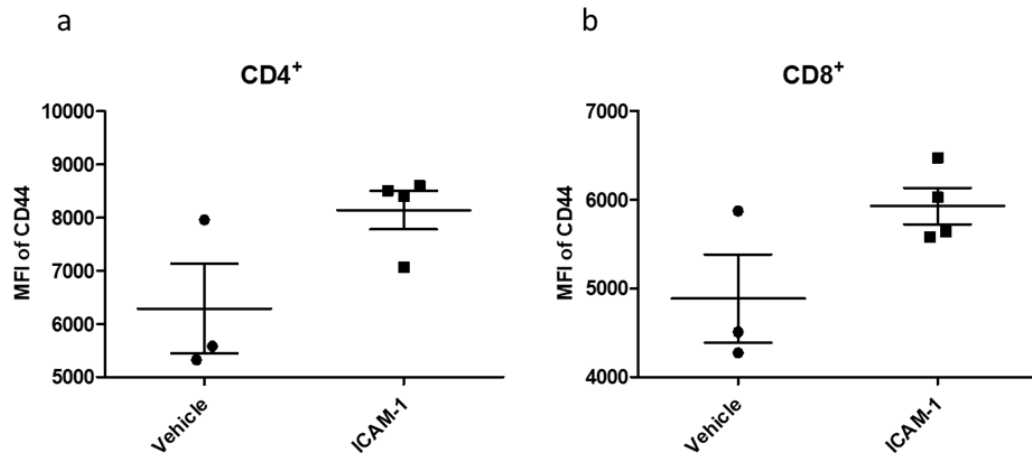 a
CD4⁺
MFI of CD44
10000
9000
8000
7000
6000
5000
Vehicle
ICAM-1
b
CD8⁺
MFI of CD44
7000
6000
5000
4000
Vehicle
ICAM-1